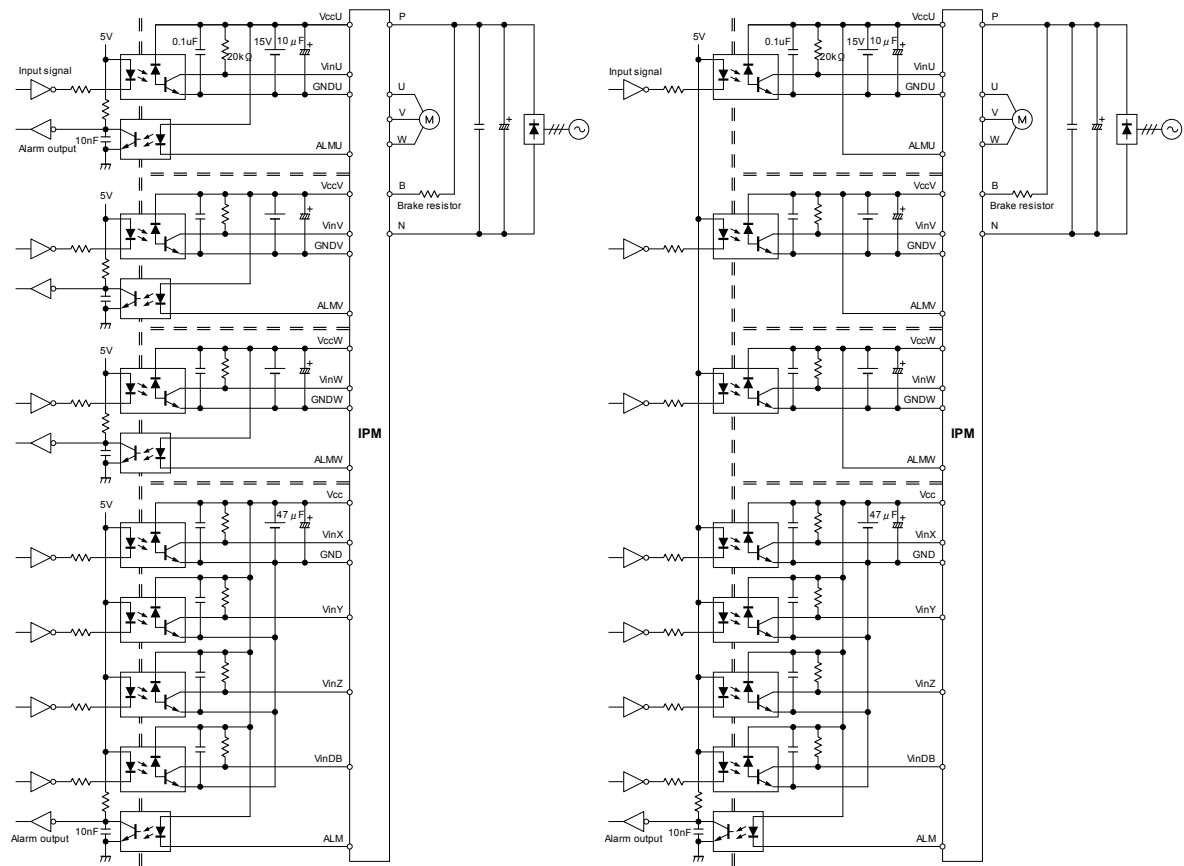 VccU
P
5V
0.1uF
15V
10μF
+
+
20kΩ
Input signal
VinU
GNDU
U
V
M
W
10nF
Alarm output
ALMU
5V
VccV
B
+
Brake resistor
VinV
N
GNDV
ALMV
5V
VccW
+
VinW
GNDW
IPM
ALMW
5V
Vcc
47μF
+
VinX
GND
VinY
VinZ
VinDB
10nF
Alarm output
ALM
VccU
P
5V
0.1uF
15V
10μF
+
+
20kΩ
Input signal
VinU
GNDU
U
V
M
W
ALMU
VccV
B
+
Brake resistor
VinV
N
GNDV
ALMV
VccW
+
VinW
GNDW
IPM
ALMW
Vcc
47μF
+
VinX
GND
VinY
VinZ
VinDB
10nF
Alarm output
ALM